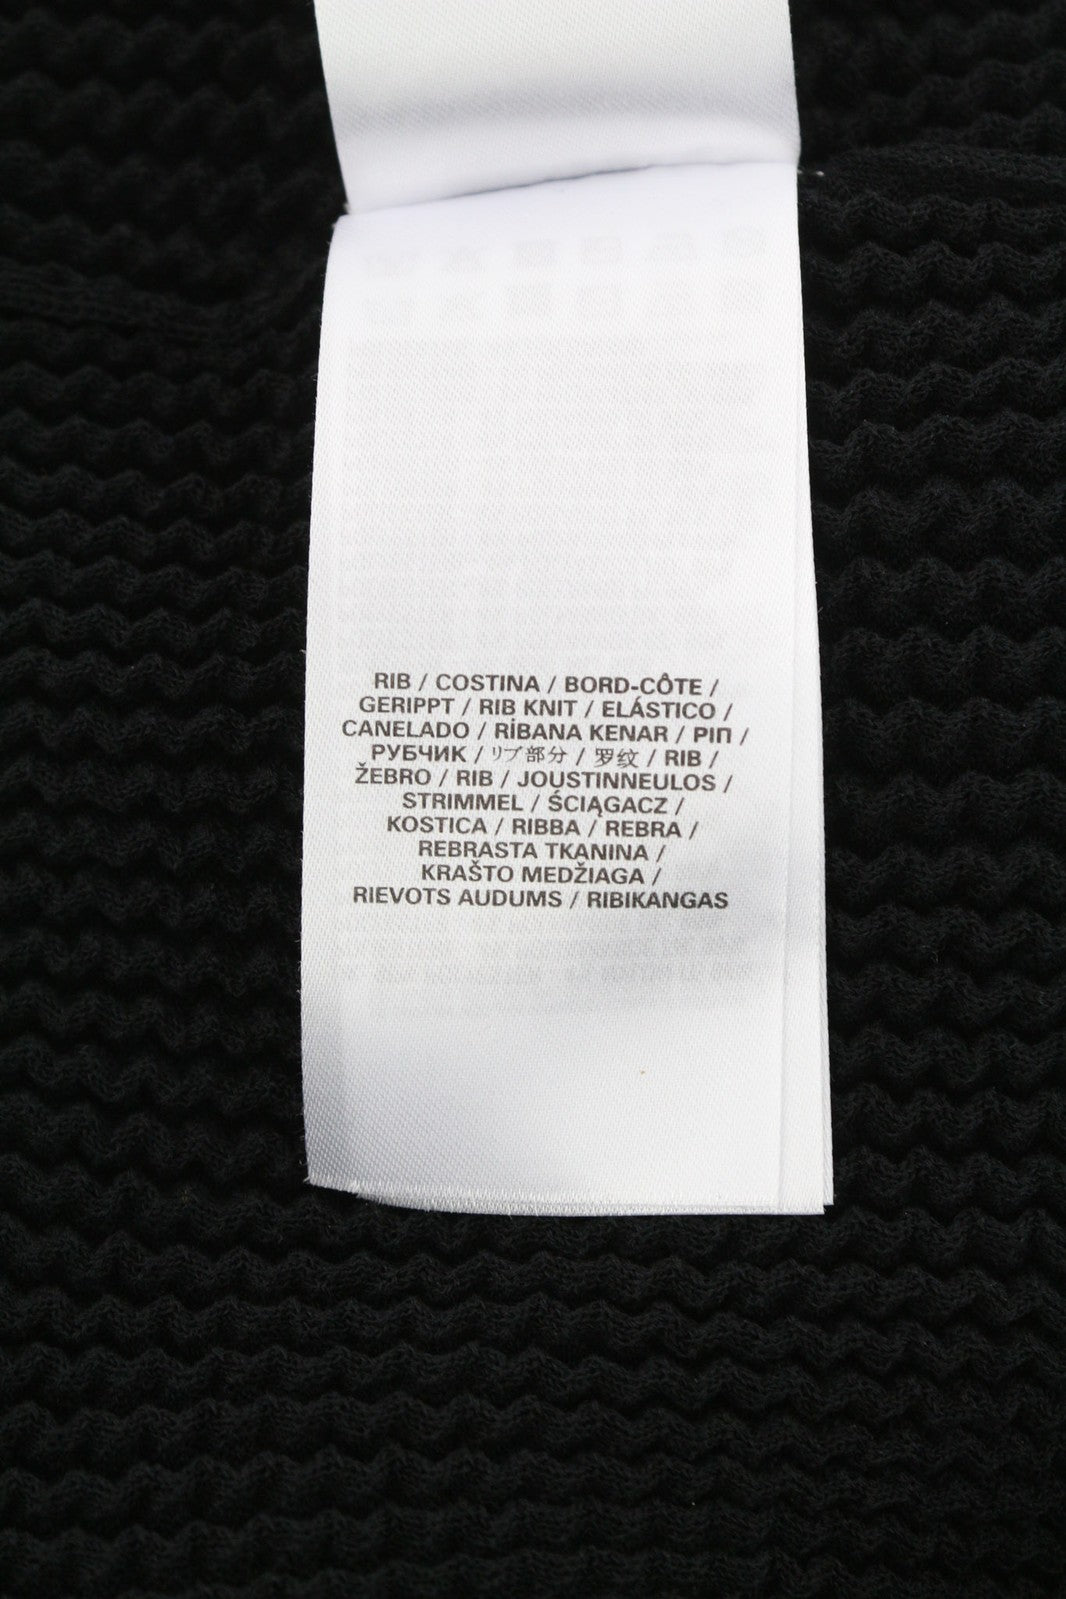 RIB / COSTINA / BORD-CÔTE /
GERIPPT / RIB KNIT / ELÁSTICO /
CANELADO / RİBANA KENAR / РІП /
РУБЧИК / リブ部分 / 罗纹 / RIB /
ŽEBRO / RIB / JOUSTINNEULOS /
STRIMMEL / ŚCIĄGACZ /
KOSTICA / RIBBA / REBRA /
REBRASTA TKANINA /
KRAŠTO MEDŽIAGA /
RIEVOTS AUDUMS / RIBIKANGAS